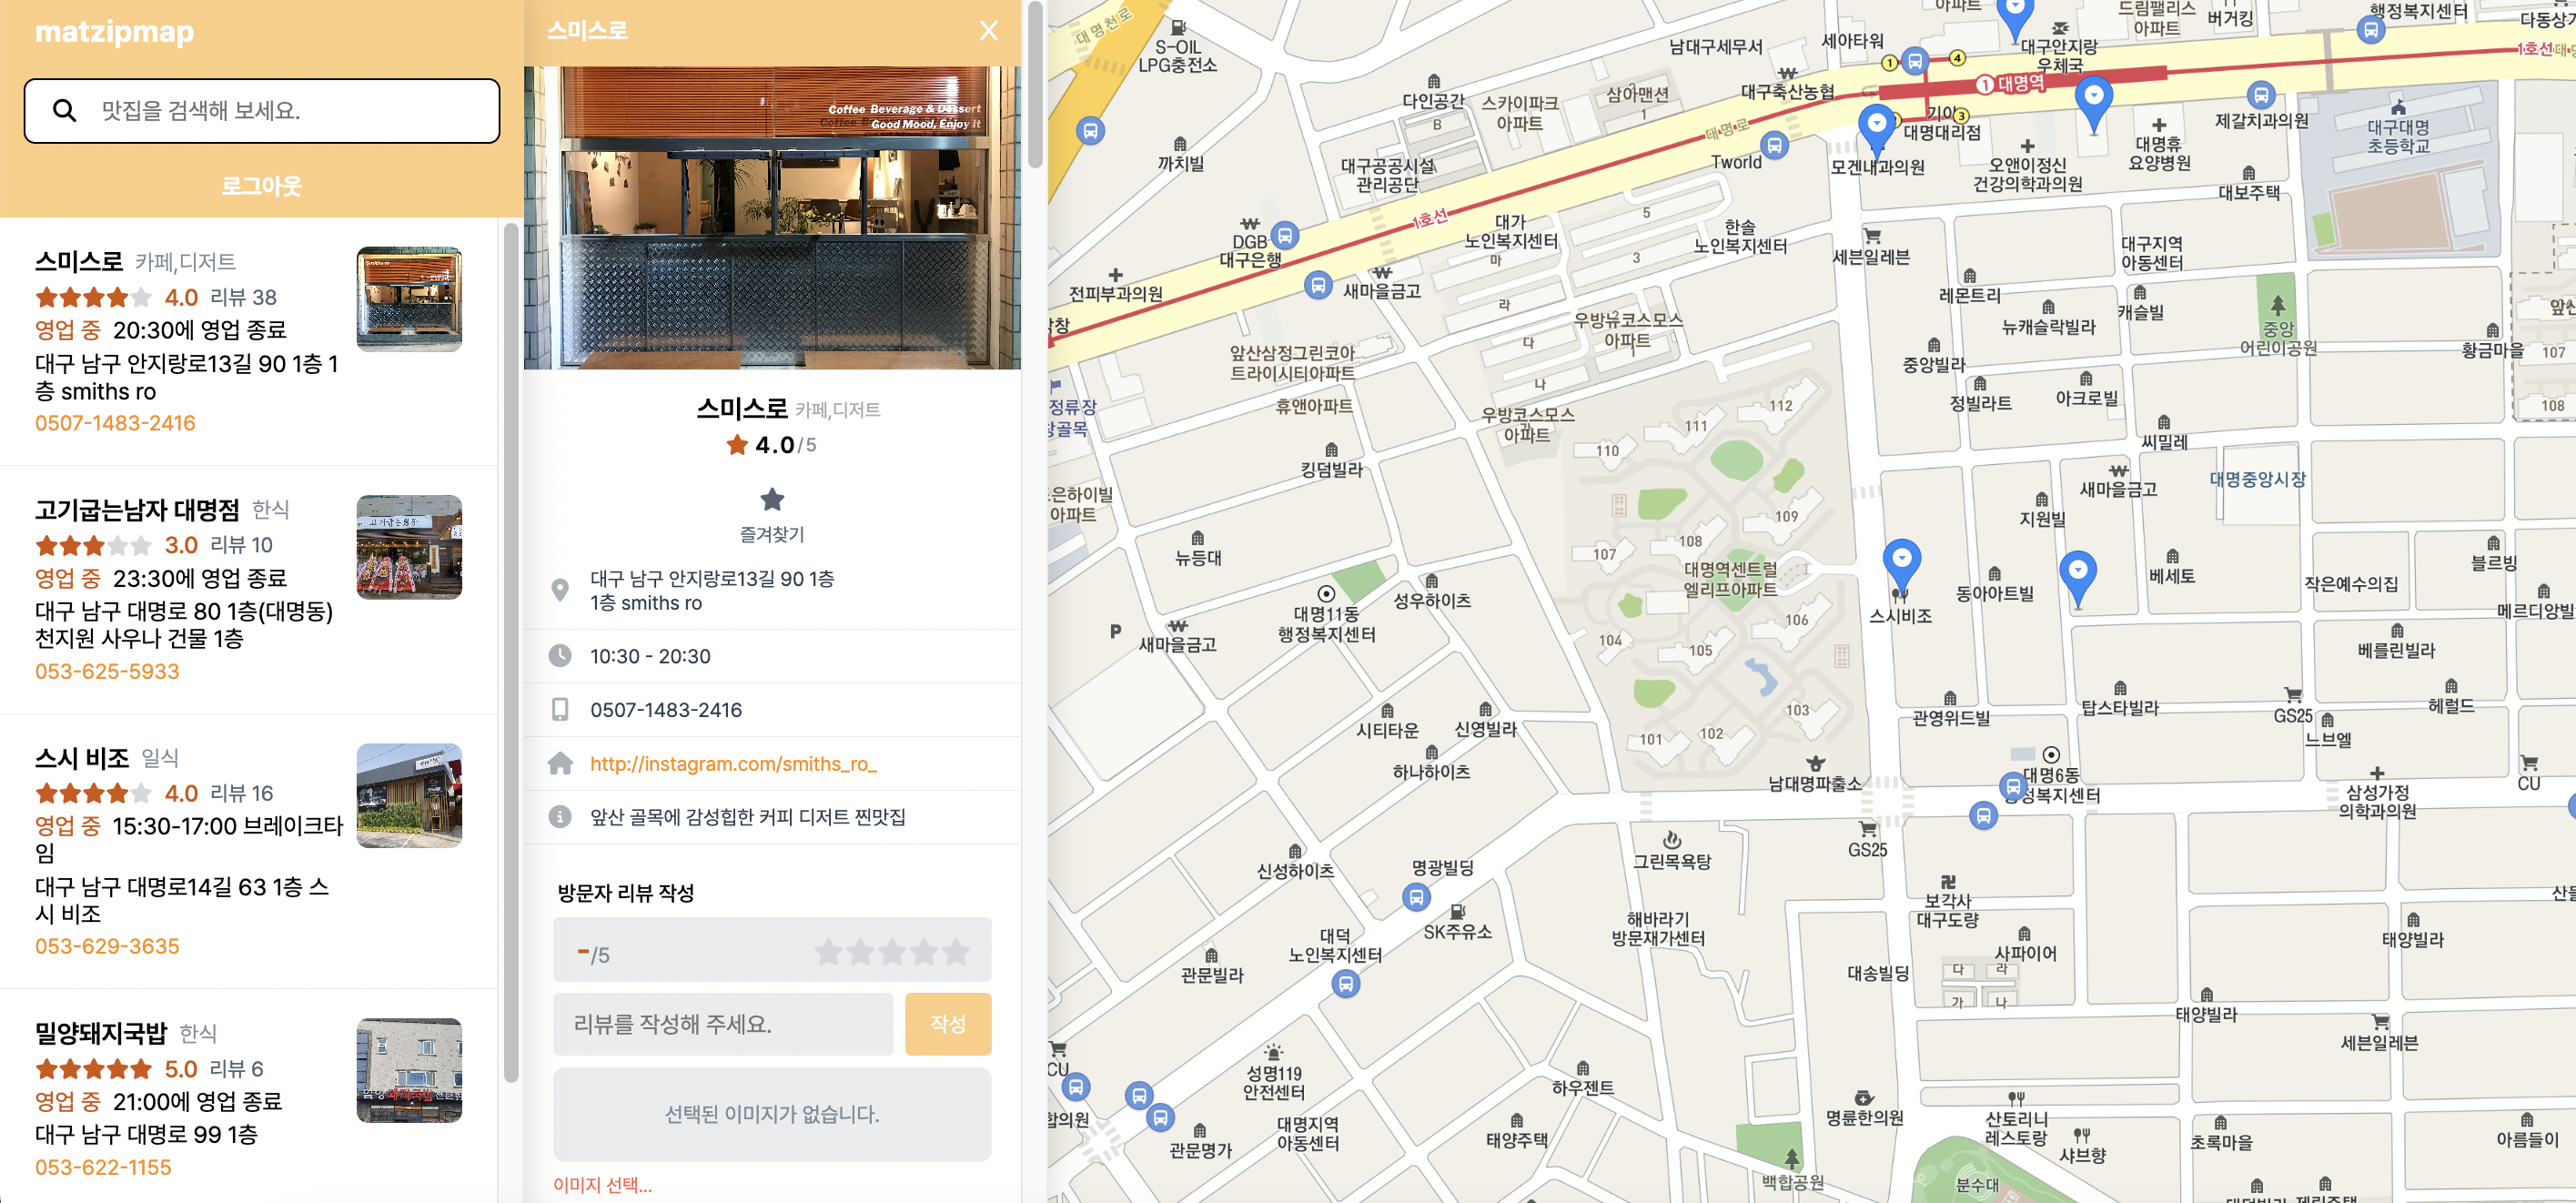 matzipmap
맛집을 검색해 보세요.
로그아웃
스미스로 카페,디저트
4.0 리뷰 38
영업 중 20:30에 영업 종료
대구 남구 안지랑로13길 90 1층 1
층 smiths ro
0507-1483-2416
고기굽는남자 대명점 한식
3.0 리뷰 10
영업 중 23:30에 영업 종료
대구 남구 대명로 80 1층(대명동)
천지원 사우나 건물 1층
053-625-5933
스시 비조 일식
4.0 리뷰 16
영업 중 15:30-17:00 브레이크타
임
대구 남구 대명로14길 63 1층 스
시 비조
053-629-3635
밀양돼지국밥 한식
5.0 리뷰 6
영업 중 21:00에 영업 종료
대구 남구 대명로 99 1층
053-622-1155
스미스로 X
Coffee Beverage & Dessert
Good Mood, Enjoy It
스미스로 카페,디저트
4.0/5
즐겨찾기
대구 남구 안지랑로13길 90 1층
1층 smiths ro
10:30 - 20:30
0507-1483-2416
http://instagram.com/smiths_ro_
앞산 골목에 감성힙한 커피 디저트 찐맛집
방문자 리뷰 작성
-/5
리뷰를 작성해 주세요.
작성
선택된 이미지가 없습니다.
이미지 선택...
대명천로
S-OIL
LPG충전소
남대구세무서
세아타워
아파트
드림팰리스
아파트
버거킹
행정복지센터
대구안지랑
우체국
1호선
다인공간
B
스카이파크
아파트
삼아맨션
1
대구축산농협
1
4
1 대명역
기아
대명대리점
3
대명로
Tworld
모겐내과의원
오앤이정신
건강의학과의원
대명휴
요양병원
제갈치과의원
대구대명
초등학교
대보주택
까치빌
대구공공시설
관리공단
1호선
DGB
대구은행
대가
노인복지센터
마
5
3
한솔
노인복지센터
세븐일레븐
대구지역
아동센터
전피부과의원
새마을금고
라
레몬트리
뉴캐슬락빌라
캐슬빌
중앙
어린이공원
황금마을
107
우방뉴코스모스
아파트
다
나
앞산삼정그린코아
트라이시티아파트
휴앤아파트
중앙빌라
정빌라트
아크로빌
108
우방코스모스
아파트
112
111
110
씨밀레
킹덤빌라
새마을금고
대명중앙시장
지원빌
109
108
107
뉴등대
대명역센트럴
엘리프아파트
베세토
블르빙
작은예수의집
동아아트빌
스시비조
성우하이츠
대명11동
행정복지센터
P
새마을금고
106
104
105
베를린빌라
103
관영위드빌
탑스타빌라
GS25
헤럴드
시티타운
신영빌라
101
102
느브엘
하나하이츠
남대명파출소
대명6동
CU
삼성가정
의학과의원
GS25
그린목욕탕
신성하이츠
명광빌딩
보각사
대구도량
SK주유소
해바라기
방문재가센터
대덕
노인복지센터
사파이어
태양빌라
관문빌라
대송빌딩
다
라
가
나
태양빌라
세븐일레븐
CU
성명119
안전센터
하우젠트
명륜한의원
산토리니
레스토랑
대명지역
아동센터
태양주택
초록마을
아름들이
관문명가
샤브향
백합공원
분수대